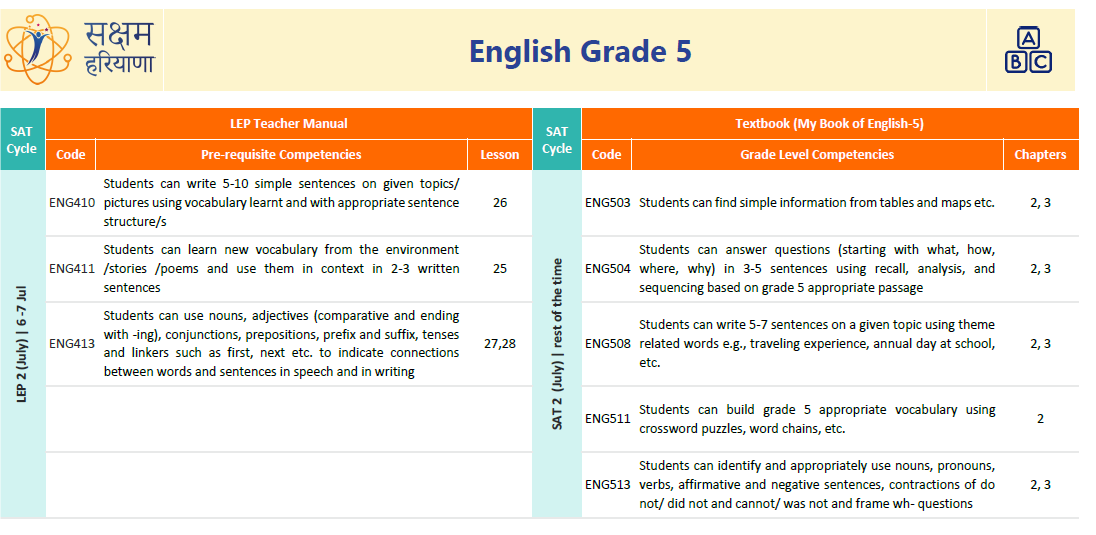 सक्षम
हरियाणा
English Grade 5
A
B C
SAT
Cycle
LEP Teacher Manual
Code
Pre-requisite Competencies
Lesson
SAT
Cycle
Textbook (My Book of English-5)
Code
Grade Level Competencies
Chapters
LEP 2 (July) | 6 -7 Jul
ENG410
Students can write 5-10 simple sentences on given topics/
pictures using vocabulary learnt and with appropriate sentence
structure/s
26
ENG411
Students can learn new vocabulary from the environment
/stories /poems and use them in context in 2-3 written
sentences
25
ENG413
Students can use nouns, adjectives (comparative and ending
with -ing), conjunctions, prepositions, prefix and suffix, tenses
and linkers such as first, next etc. to indicate connections
between words and sentences in speech and in writing
27,28
SAT 2 (July) | rest of the time
ENG503
Students can find simple information from tables and maps etc.
2, 3
ENG504
Students can answer questions (starting with what, how,
where, why) in 3-5 sentences using recall, analysis, and
sequencing based on grade 5 appropriate passage
2, 3
ENG508
Students can write 5-7 sentences on a given topic using theme
related words e.g., traveling experience, annual day at school,
etc.
2, 3
ENG511
Students can build grade 5 appropriate vocabulary using
crossword puzzles, word chains, etc.
2
ENG513
Students can identify and appropriately use nouns, pronouns,
verbs, affirmative and negative sentences, contractions of do
not/ did not and cannot/ was not and frame wh- questions
2, 3